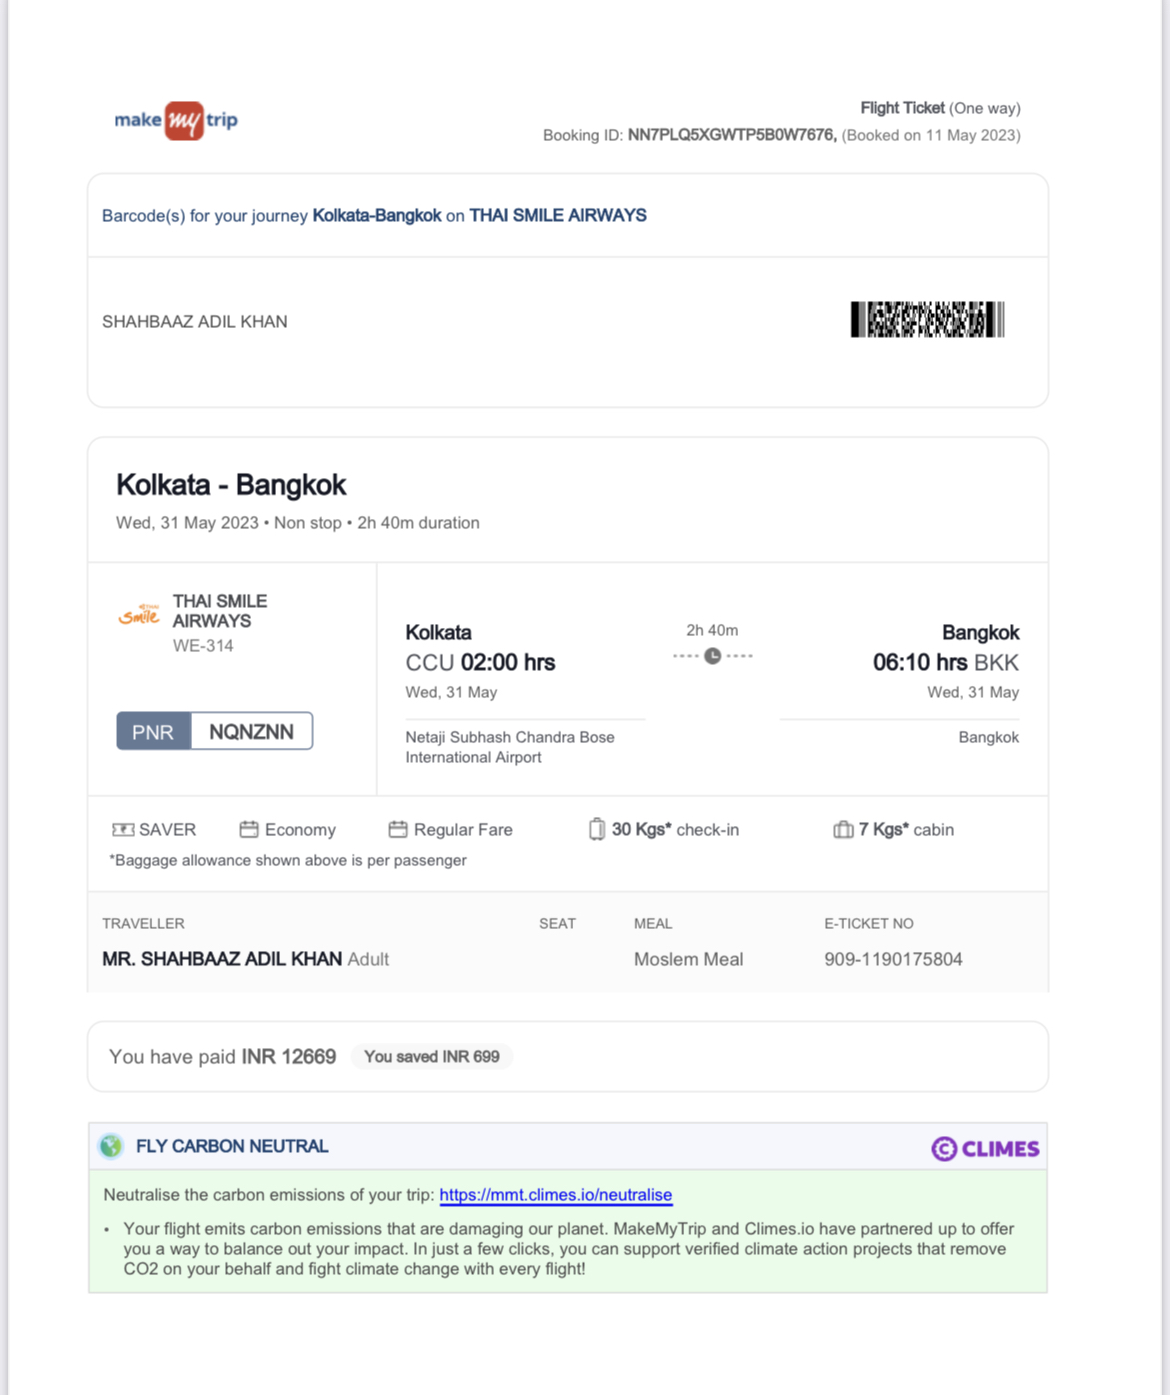 make my trip
Flight Ticket (One way)
Booking ID: NN7PLQ5XGWTP5B0W7676, (Booked on 11 May 2023)
Barcode(s) for your journey Kolkata-Bangkok on THAI SMILE AIRWAYS
SHAHBAAZ ADIL KHAN
Kolkata - Bangkok
Wed, 31 May 2023 • Non stop • 2h 40m duration
THAI
smile
THAI SMILE
AIRWAYS
WE-314
PNR NQNZNN
Kolkata
CCU 02:00 hrs
Wed, 31 May
Netaji Subhash Chandra Bose
International Airport
2h 40m
Bangkok
06:10 hrs BKK
Wed, 31 May
Bangkok
SAVER Economy Regular Fare 30 Kgs* check-in 7 Kgs* cabin
*Baggage allowance shown above is per passenger
TRAVELLER SEAT MEAL E-TICKET NO
MR. SHAHBAAZ ADIL KHAN Adult Moslem Meal 909-1190175804
You have paid INR 12669 You saved INR 699
FLY CARBON NEUTRAL
CLIMES
Neutralise the carbon emissions of your trip: https://mmt.climes.io/neutralise
• Your flight emits carbon emissions that are damaging our planet. MakeMyTrip and Climes.io have partnered up to offer
you a way to balance out your impact. In just a few clicks, you can support verified climate action projects that remove
CO2 on your behalf and fight climate change with every flight!